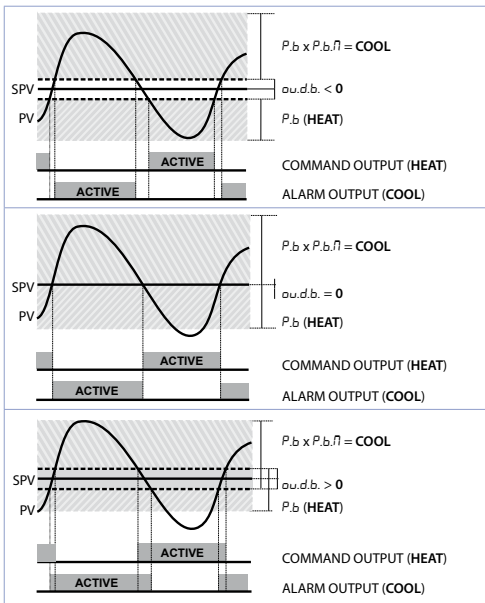 P.b x P.b.M = COOL
SPV
ou.d.b. < 0
PV
P.b (HEAT)
ACTIVE
COMMAND OUTPUT (HEAT)
ACTIVE
ALARM OUTPUT (COOL)
P.b x P.b.M = COOL
SPV
ou.d.b. = 0
PV
P.b (HEAT)
ACTIVE
COMMAND OUTPUT (HEAT)
ACTIVE
ALARM OUTPUT (COOL)
P.b x P.b.M = COOL
SPV
ou.d.b. > 0
PV
P.b (HEAT)
ACTIVE
COMMAND OUTPUT (HEAT)
ACTIVE
ALARM OUTPUT (COOL)